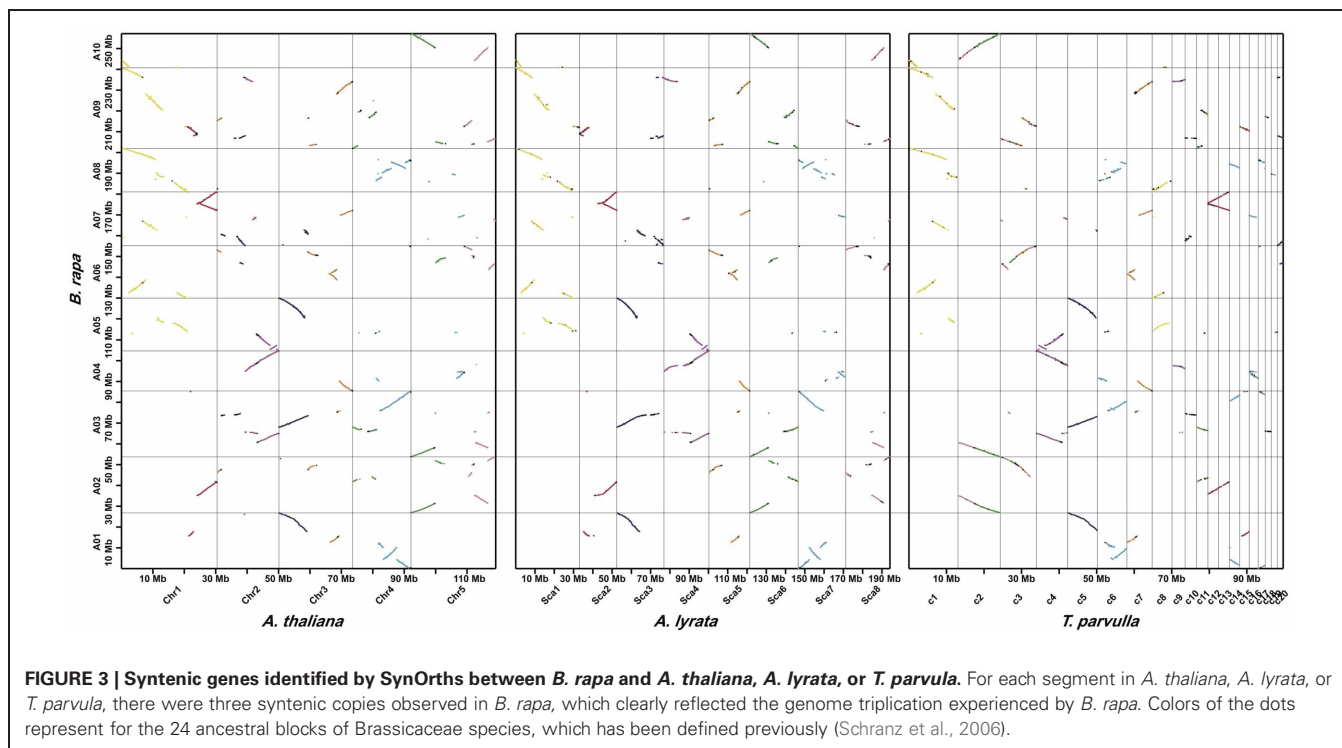 B. rapa
A10
250 Mb
230 Mb
A09
210 Mb
A08
190 Mb
A07
170 Mb
150 Mb
A06
130 Mb
A05
110 Mb
A04
90 Mb
A03
70 Mb
50 Mb
A02
30 Mb
A01
10 Mb
10 Mb 30 Mb 50 Mb 70 Mb 90 Mb 110 Mb
Chr1 Chr2 Chr3 Chr4 Chr5
A. thaliana
10 Mb 30 Mb 50 Mb 70 Mb 90 Mb 110 Mb 130 Mb 150 Mb 170 Mb 190 Mb
Sca1 Sca2 Sca3 Sca4 Sca5 Sca6 Sca7 Sca8
A. lyrata
10 Mb 30 Mb 50 Mb 70 Mb 90 Mb
c1 c2 c3 c4 c5 c6 c7 c8 c9 c10 c11 c12 c13 c14 c15 c16 c17 c18 c19 c20
T. parvulla
FIGURE 3 | Syntenic genes identified by SynOrths between B. rapa and A. thaliana, A. lyrata, or T. parvula. For each segment in A. thaliana, A. lyrata, or
T. parvula, there were three syntenic copies observed in B. rapa, which clearly reflected the genome triplication experienced by B. rapa. Colors of the dots
represent for the 24 ancestral blocks of Brassicaceae species, which has been defined previously (Schranz et al., 2006).